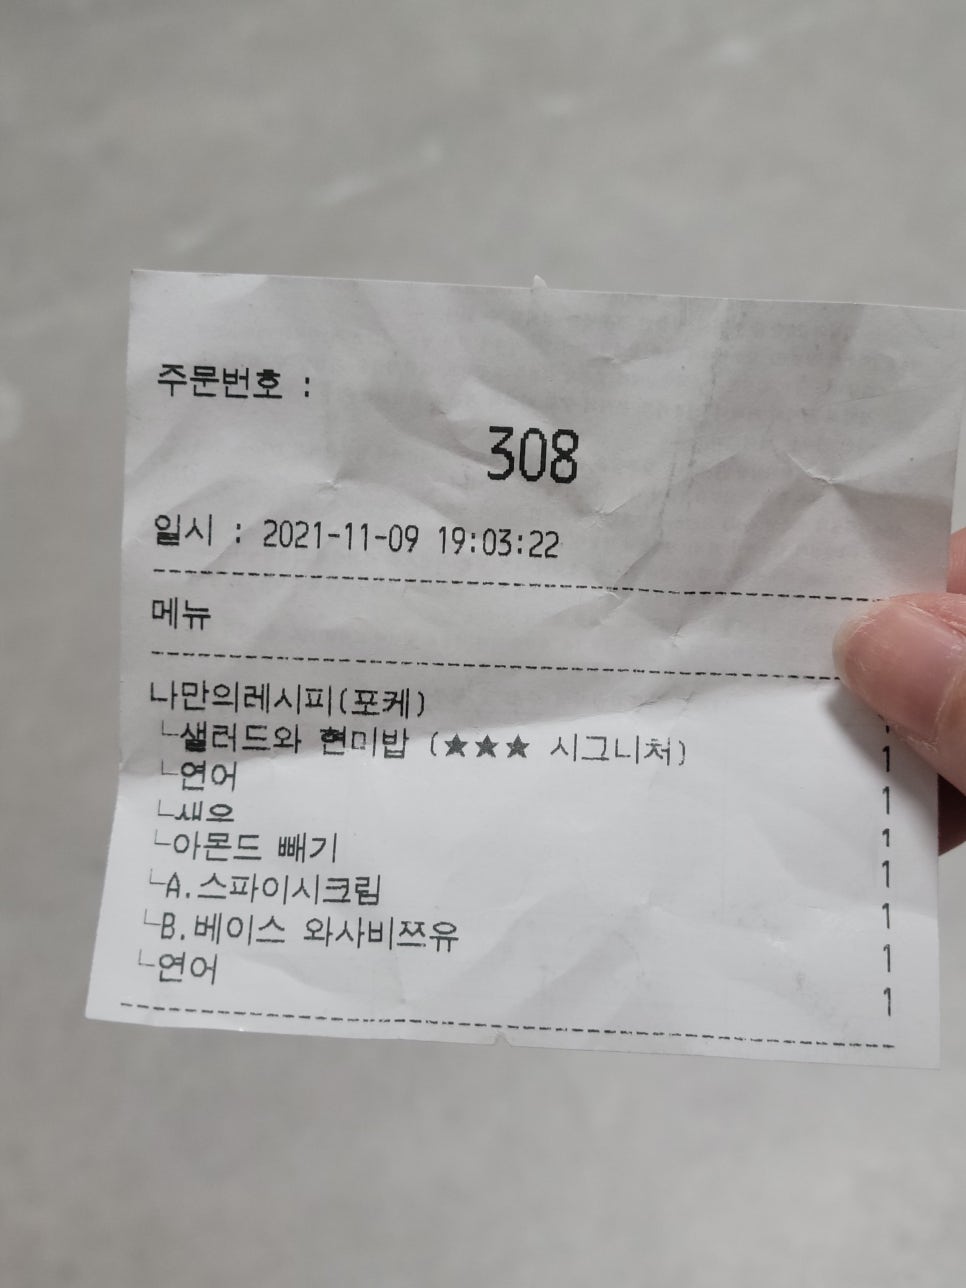 주문번호 :
308
일시 : 2021-11-09 19:03:22
메뉴
나만의레시피(포케)
└샐러드와 현미밥 (★★★ 시그니처) 1
└연어 1
└새우 1
└아몬드 빼기 1
└A.스파이시크림 1
└B.베이스 와사비쯔유 1
└연어 1